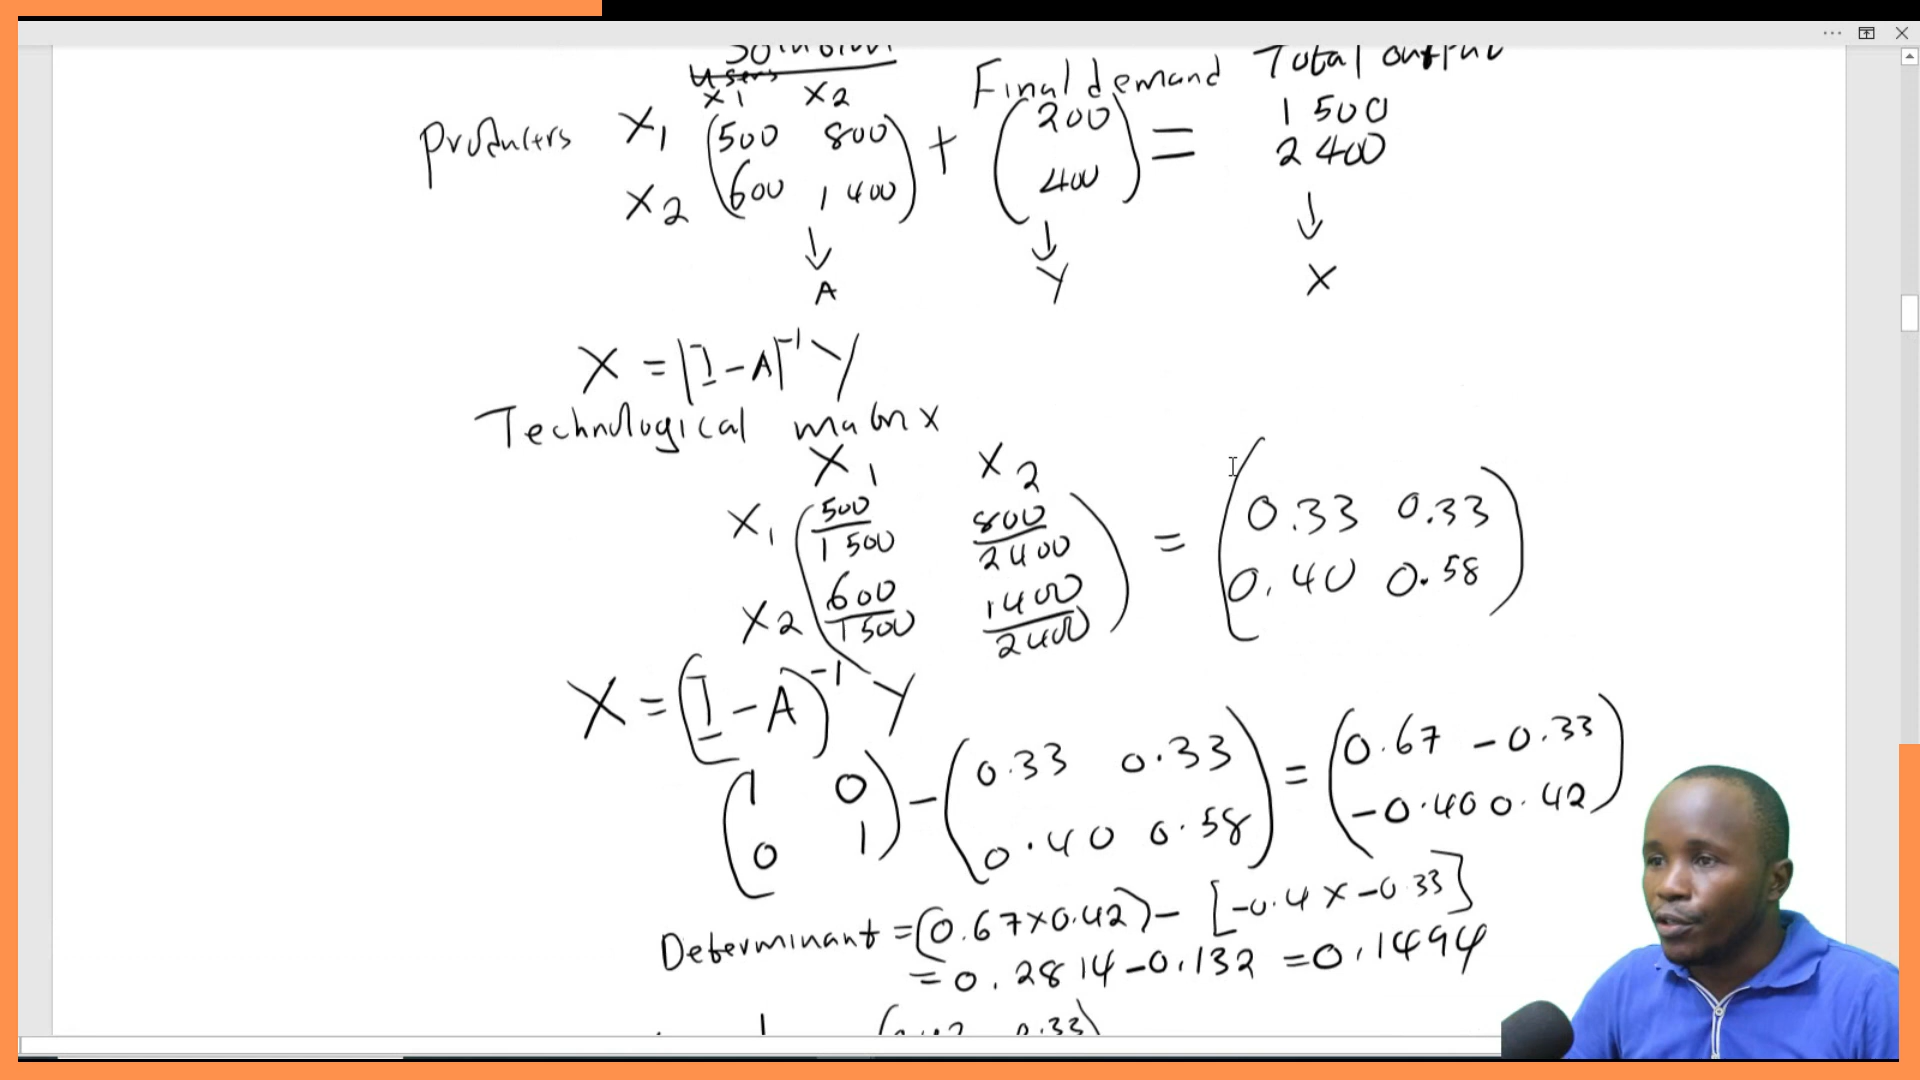 Solution
Users
X1 X2 Final demand Total output
Producers X1 (500 800) + (200) = 1 500
X2 (600 1 400) (400) 2 400
↓ ↓ ↓
A Y X
X = |I - A|⁻¹ Y
Technological matrix
X1 X2
X1 (500/1 500 800/2400) = (0.33 0.33)
X2 (600/1500 1400/2400) (0.40 0.58)
X = (I - A)⁻¹ Y
(1 0) - (0.33 0.33) = (0.67 -0.33)
(0 1) (0.40 0.58) (-0.40 0.42)
Determinant = (0.67×0.42) - [-0.4 × -0.33]
= 0.2814 - 0.132 = 0.1494